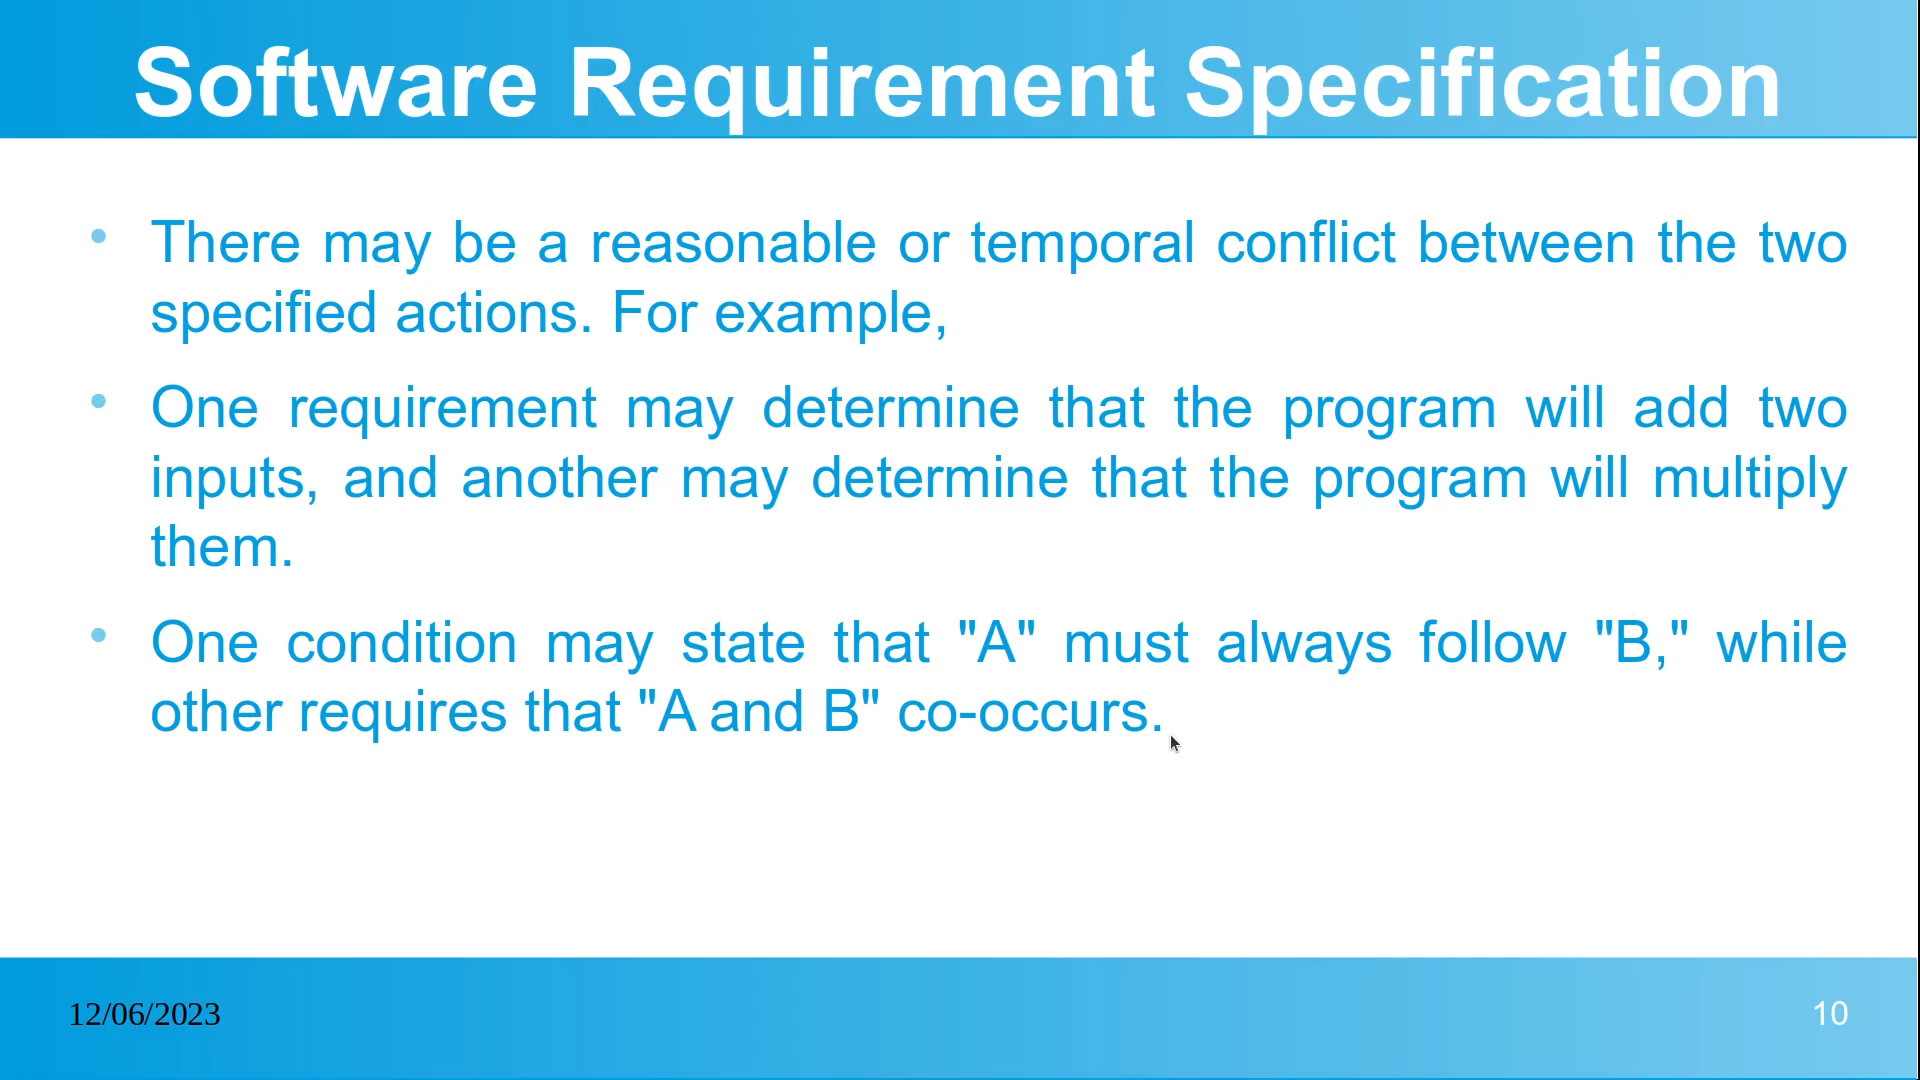 Software Requirement Specification
• There may be a reasonable or temporal conflict between the two
specified actions. For example,
• One requirement may determine that the program will add two
inputs, and another may determine that the program will multiply
them.
• One condition may state that "A" must always follow "B," while
other requires that "A and B" co-occurs.
12/06/2023
10